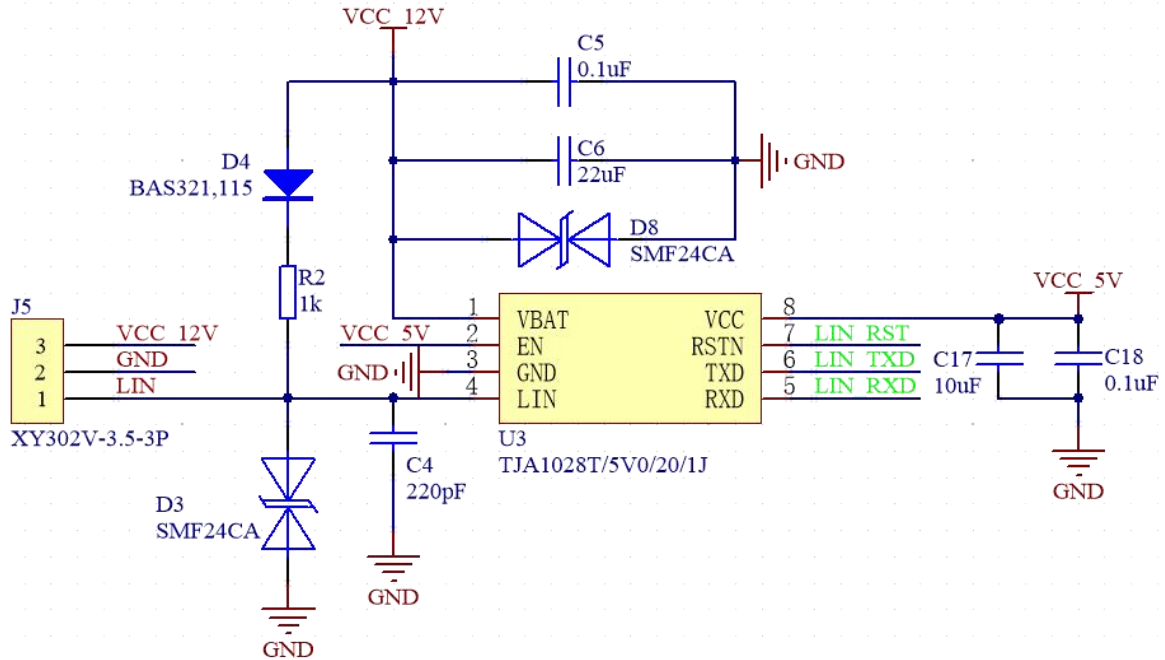 VCC_12V
C5
0.1uF
C6
22uF
GND
D4
BAS321,115
D8
SMF24CA
R2
1k
J5
3 VCC_12V
2 GND
1 LIN
XY302V-3.5-3P
VCC_5V
GND
1 VBAT
2 EN
3 GND
4 LIN
VCC 8
RSTN 7 LIN_RST
TXD 6 LIN_TXD
RXD 5 LIN_RXD
U3
TJA1028T/5V0/20/1J
VCC_5V
C17
10uF
C18
0.1uF
GND
C4
220pF
GND
D3
SMF24CA
GND